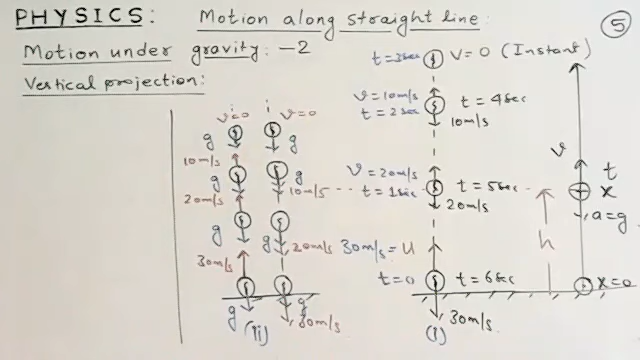 PHYSICS: Motion along straight line:
⑤
Motion under gravity: -2
Vertical projection:
t=3sec V=0 (Instant)
v=10m/s
t=2sec t=4sec
10m/s
v=20m/s
t=1sec t=5sec
20m/s
30m/s=u
t=0 t=6sec
30m/s
(i)
v=0 v=0
g g
10m/s g g
10m/s
20m/s
g g 20m/s
30m/s
g g
30m/s
(ii)
v
t
x
a=g
h
x=0